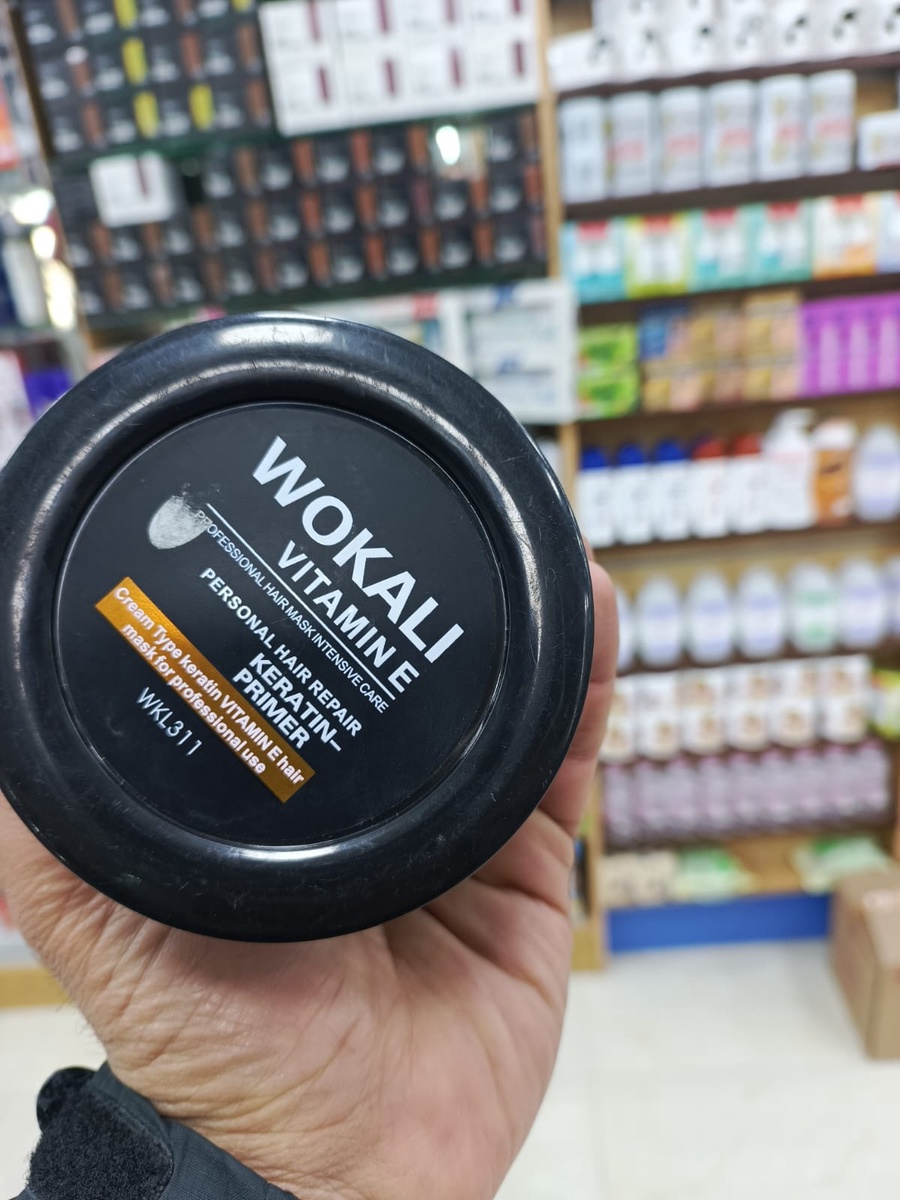 WOKALI
VITAMIN E
PROFESSIONAL HAIR MASK INTENSIVE CARE
PERSONAL HAIR REPAIR
KERATIN–
PRIMER
Cream Type keratin VITAMIN E hair
mask for professional use
WKL311